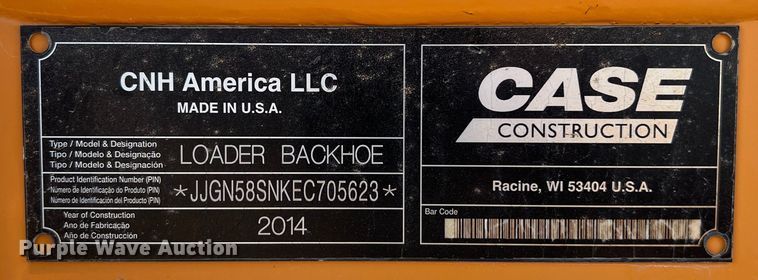 CNH America LLC
MADE IN U.S.A.
Type / Model & Designation
Tipo / Modelo & Designação
Tipo / Modelo & Designación
LOADER BACKHOE
Product Identification Number (PIN)
Número de Identificação do Produto (PIN)
Número de Identificación del Producto (PIN)
*JJGN58SNKEC705623*
Year of Construction
Ano de Fabricação
Año de Construcción
2014
CASE
CONSTRUCTION
Racine, WI 53404 U.S.A.
Bar Code
Purple Wave Auction